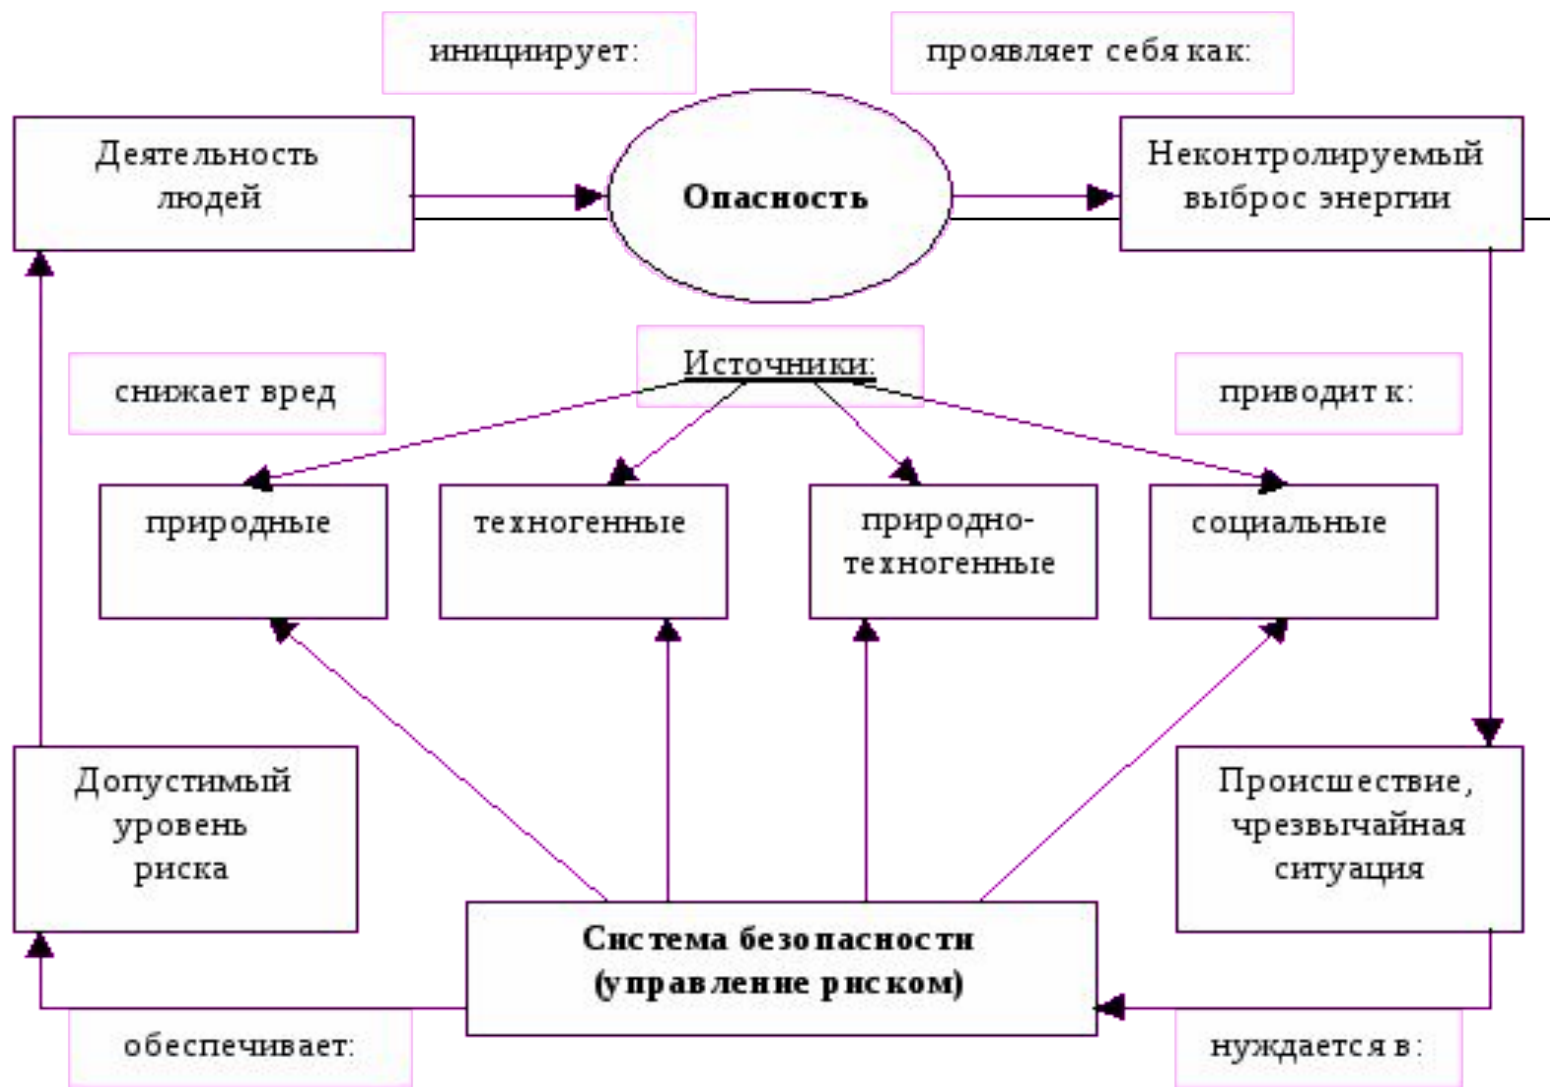 инициирует:
проявляет себя как:
Деятельность
людей
Опасность
Неконтролируемый
выброс энергии
Источники:
снижает вред
приводит к:
природные
техногенные
природно-
техногенные
социальные
Допустимый
уровень
риска
Происшествие,
чрезвычайная
ситуация
Система безопасности
(управление риском)
обеспечивает:
нуждается в: